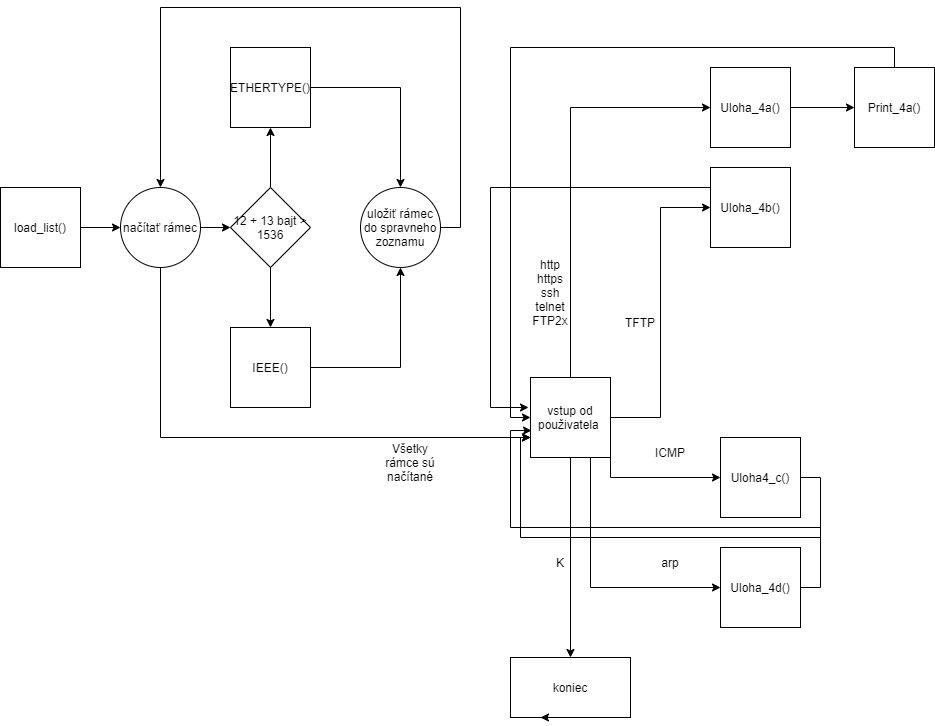 load_list()
načítať rámec
ETHERTYPE()
12 + 13 bajt >
1536
IEEE()
uložiť rámec
do spravneho
zoznamu
Všetky
rámce sú
načítané
http
https
ssh
telnet
FTP2x
TFTP
Uloha_4a()
Print_4a()
Uloha_4b()
vstup od
použivatela
ICMP
Uloha4_c()
K
arp
Uloha_4d()
koniec